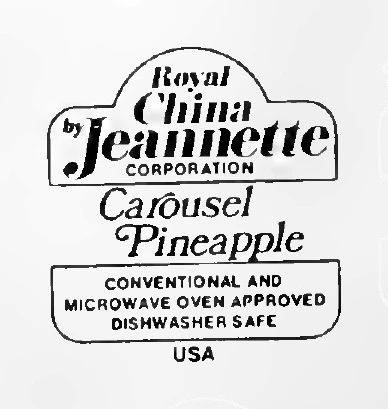 Royal
China
by Jeannette
CORPORATION
Carousel
Pineapple
CONVENTIONAL AND
MICROWAVE OVEN APPROVED
DISHWASHER SAFE
USA